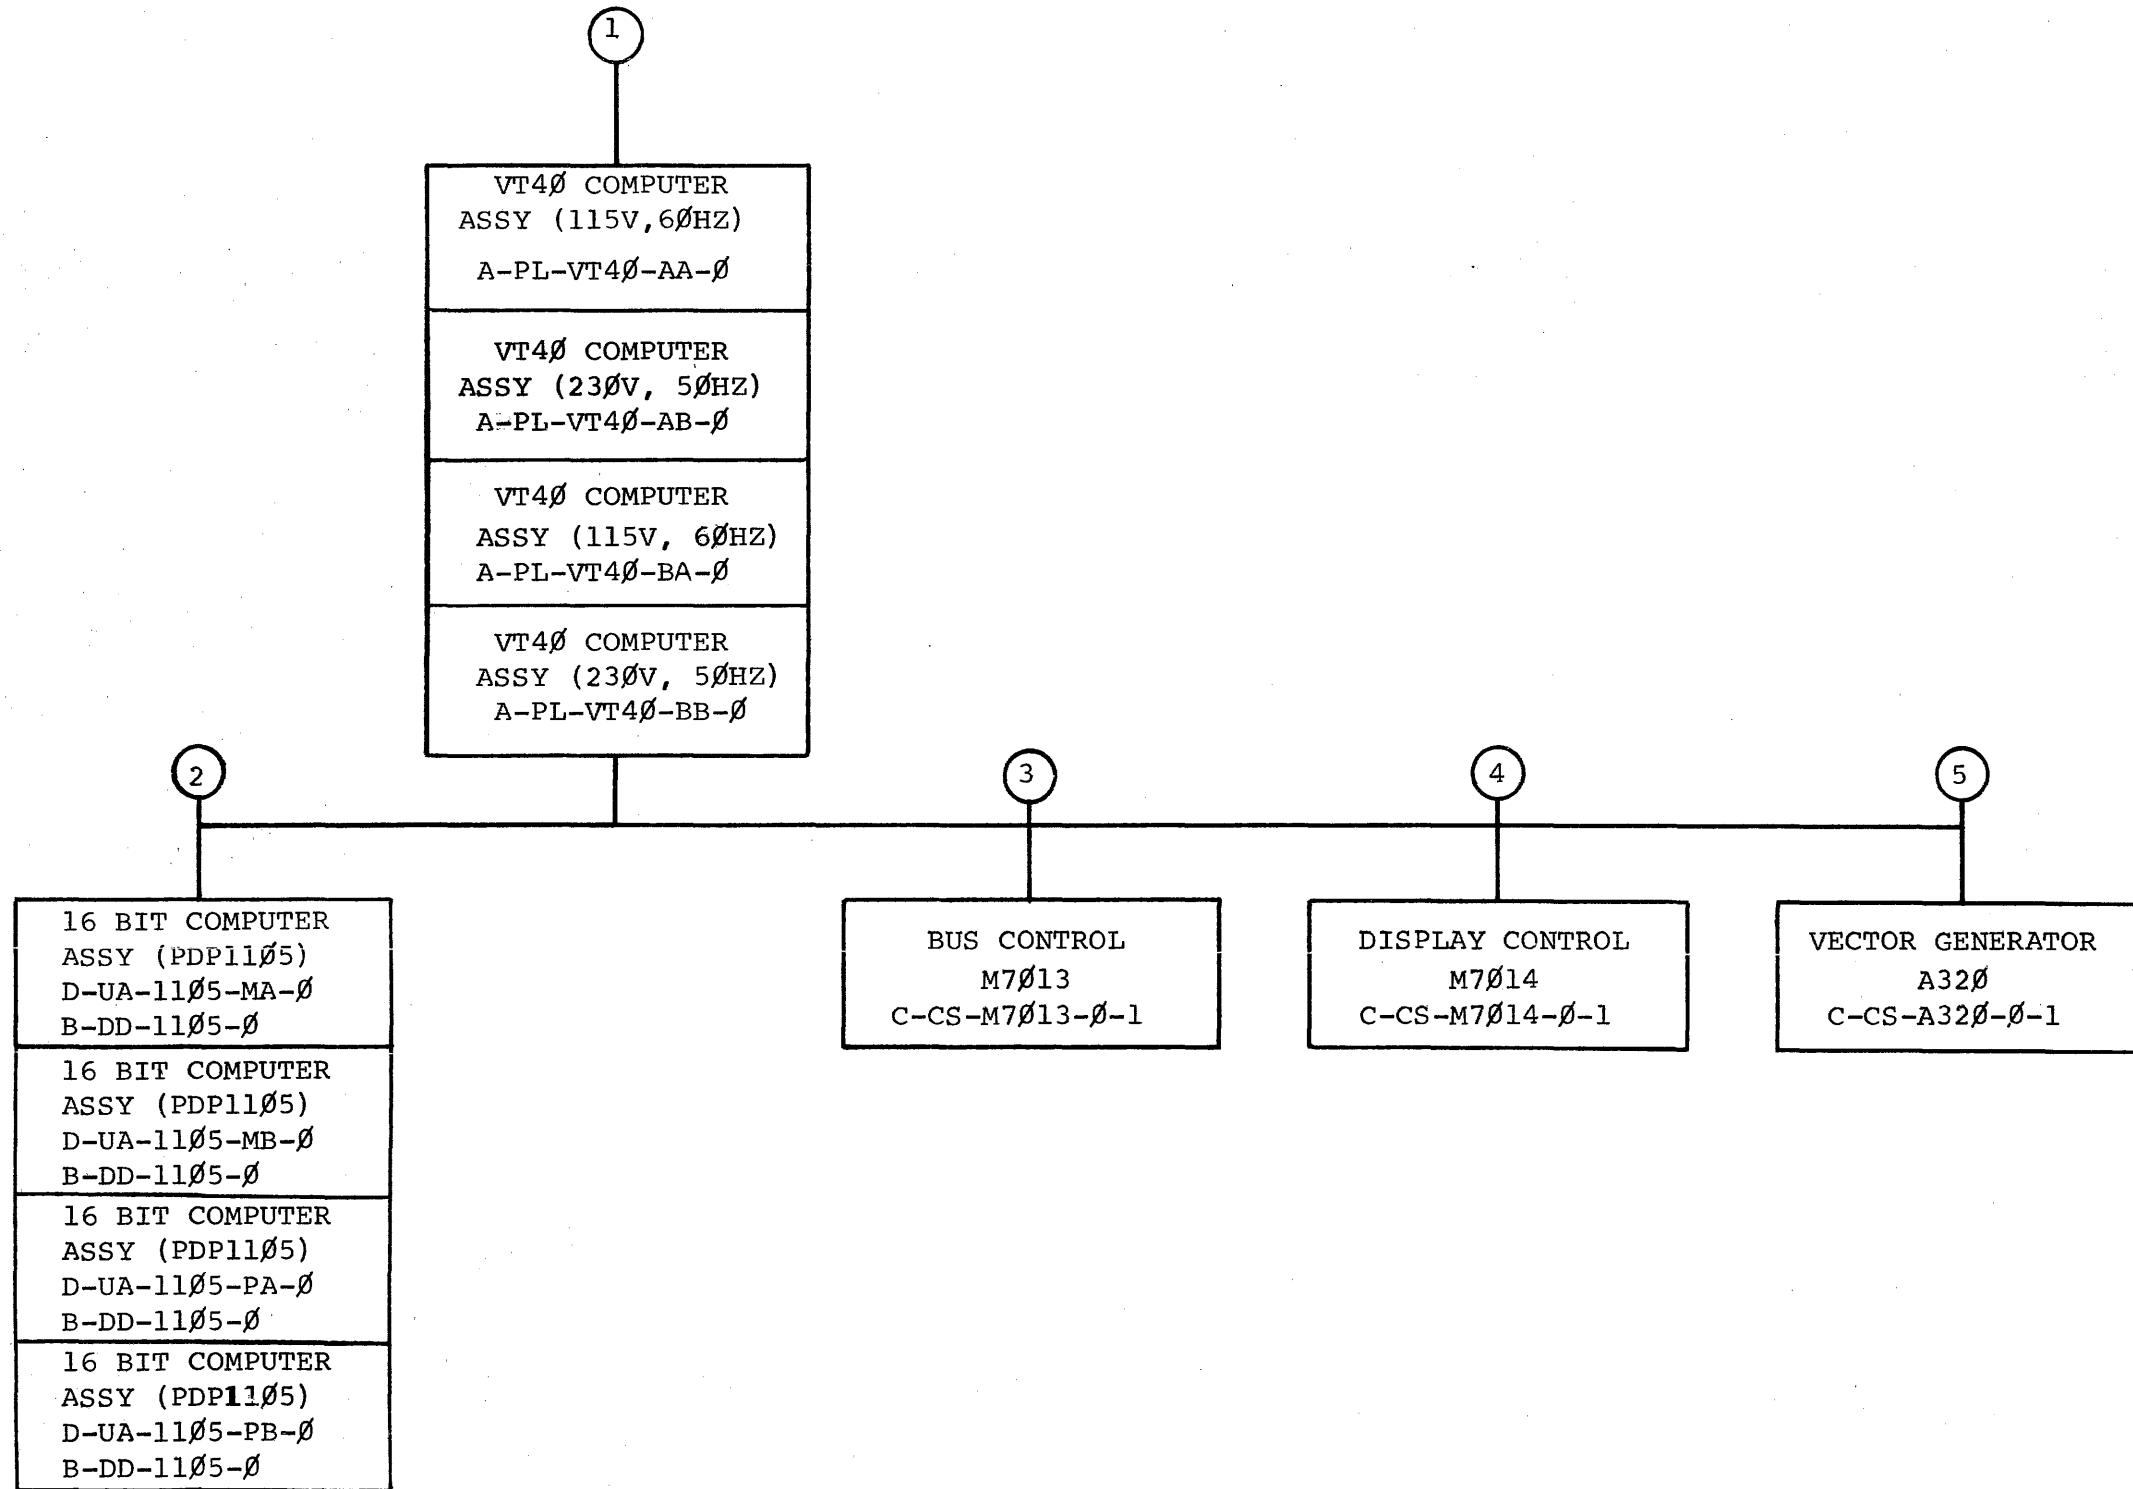 1
VT4Ø COMPUTER
ASSY (115V,6ØHZ)
A-PL-VT4Ø-AA-Ø
VT4Ø COMPUTER
ASSY (23ØV, 5ØHZ)
A-PL-VT4Ø-AB-Ø
VT4Ø COMPUTER
ASSY (115V, 6ØHZ)
A-PL-VT4Ø-BA-Ø
VT4Ø COMPUTER
ASSY (23ØV, 5ØHZ)
A-PL-VT4Ø-BB-Ø
2
3
4
5
16 BIT COMPUTER
ASSY (PDP11Ø5)
D-UA-11Ø5-MA-Ø
B-DD-11Ø5-Ø
16 BIT COMPUTER
ASSY (PDP11Ø5)
D-UA-11Ø5-MB-Ø
B-DD-11Ø5-Ø
16 BIT COMPUTER
ASSY (PDP11Ø5)
D-UA-11Ø5-PA-Ø
B-DD-11Ø5-Ø
16 BIT COMPUTER
ASSY (PDP11Ø5)
D-UA-11Ø5-PB-Ø
B-DD-11Ø5-Ø
BUS CONTROL
M7Ø13
C-CS-M7Ø13-Ø-1
DISPLAY CONTROL
M7Ø14
C-CS-M7Ø14-Ø-1
VECTOR GENERATOR
A32Ø
C-CS-A32Ø-Ø-1